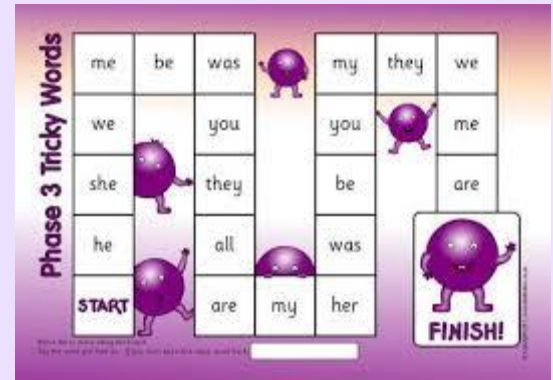 Phase 3 Tricky Words
me be was my they we
we you you me
she they be are
he all was
START are my her
FINISH!